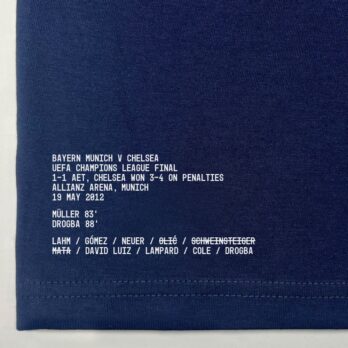 BAYERN MUNICH V CHELSEA
UEFA CHAMPIONS LEAGUE FINAL
1-1 AET, CHELSEA WON 3-4 ON PENALTIES
ALLIANZ ARENA, MUNICH
19 MAY 2012
MÜLLER 83'
DROGBA 88'
LAHM / GÓMEZ / NEUER / OLIĆ / SCHWEINSTEIGER
MATA / DAVID LUIZ / LAMPARD / COLE / DROGBA